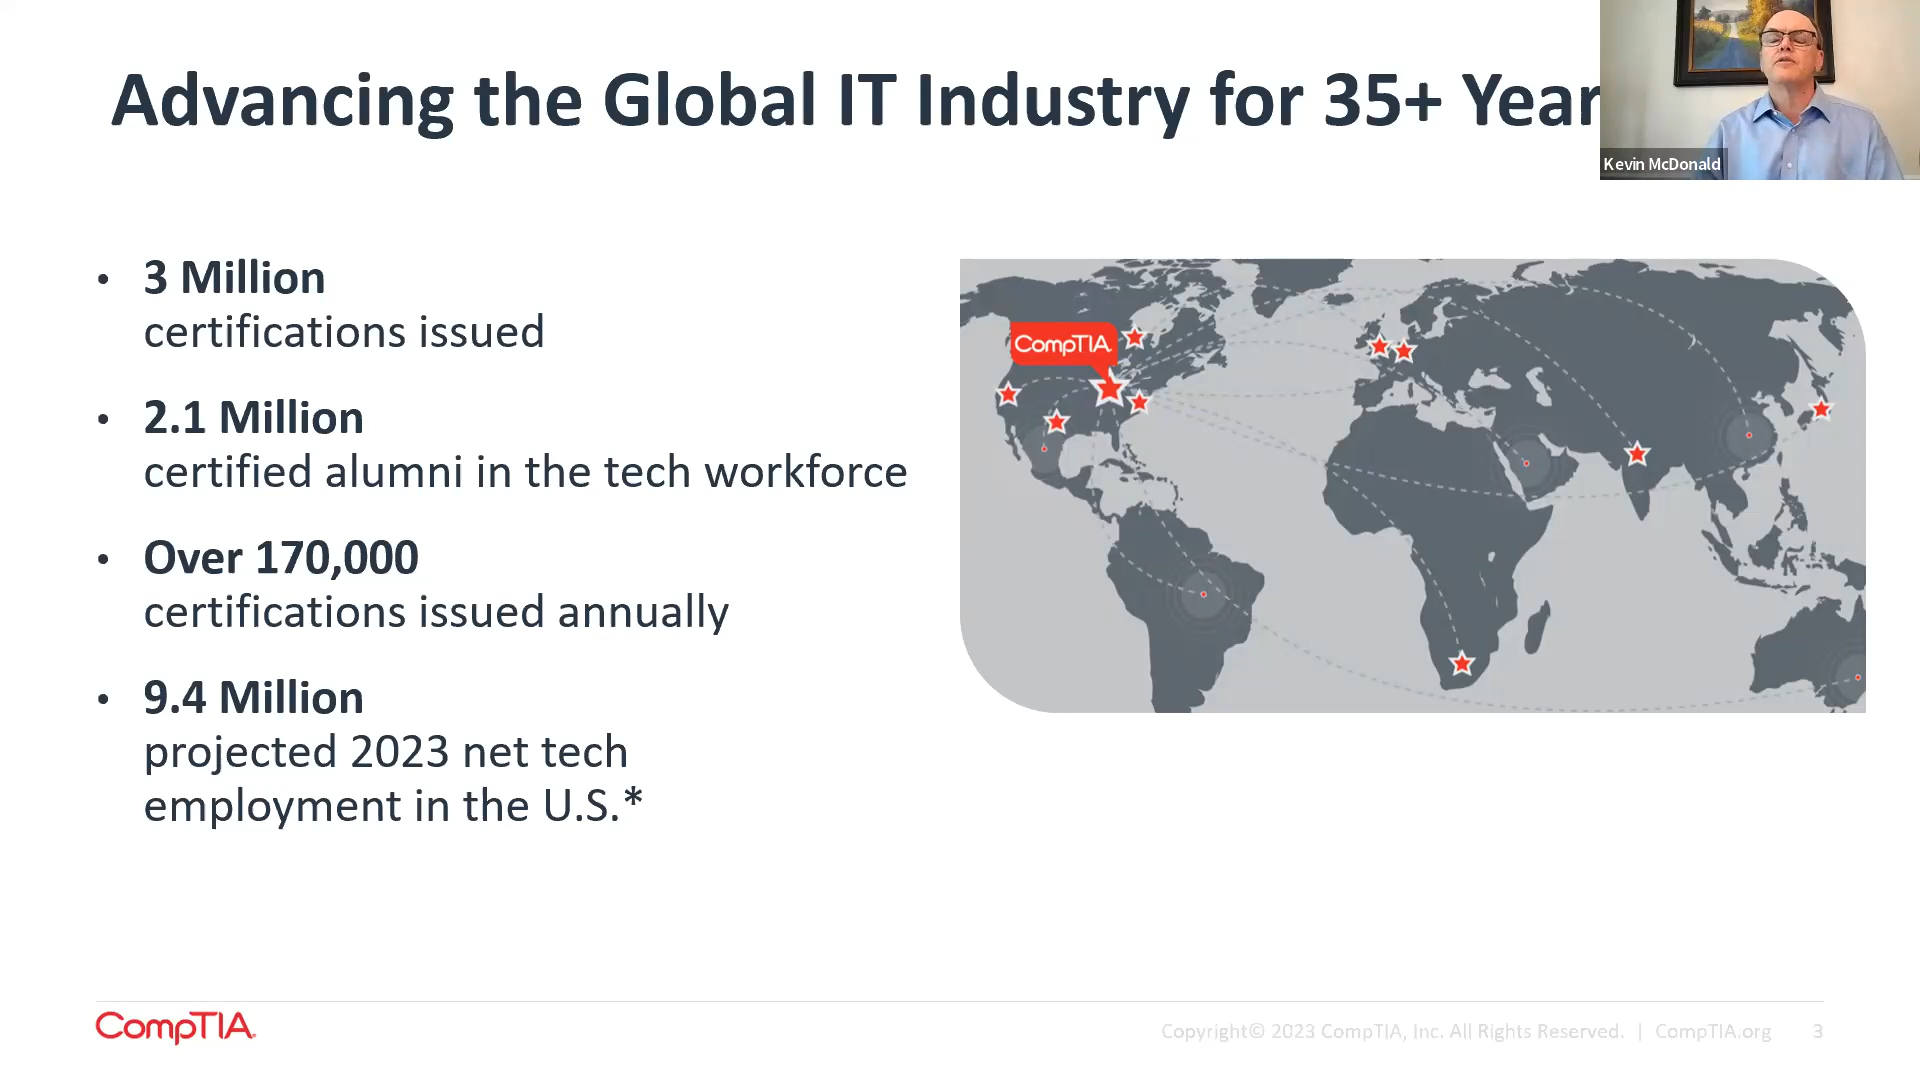 Advancing the Global IT Industry for 35+ Year
Kevin McDonald
• 3 Million
certifications issued
• 2.1 Million
certified alumni in the tech workforce
• Over 170,000
certifications issued annually
• 9.4 Million
projected 2023 net tech
employment in the U.S.*
CompTIA.
CompTIA.
Copyright© 2023 CompTIA, Inc. All Rights Reserved. | CompTIA.org 3